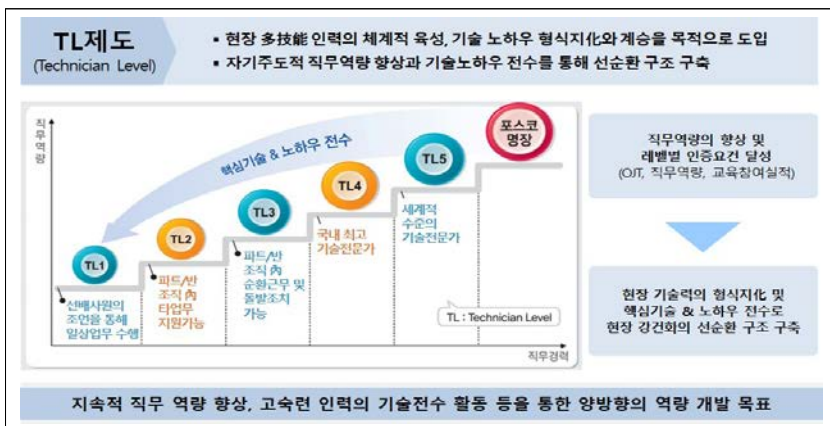 TL제도
(Technician Level)
▪ 현장 多技能 인력의 체계적 육성, 기술 노하우 형식지化와 계승을 목적으로 도입
▪ 자기주도적 직무역량 향상과 기술노하우 전수를 통해 선순환 구조 구축
직무역량
핵심기술 & 노하우 전수
포스코
명장
TL5
TL4
TL3
TL2
TL1
세계적
수준의
기술전문가
국내 최고
기술전문가
파트/반
조직 內
순환근무 및
돌발조치
가능
파트/반
조직 內
타업무
지원가능
선배사원의
조언을 통해
일상업무 수행
TL : Technician Level
직무경력
직무역량의 향상 및
레벨별 인증요건 달성
(OJT, 직무역량, 교육참여실적)
현장 기술력의 형식지化 및
핵심기술 & 노하우 전수로
현장 강건화의 선순환 구조 구축
지속적 직무 역량 향상, 고숙련 인력의 기술전수 활동 등을 통한 양방향의 역량 개발 목표